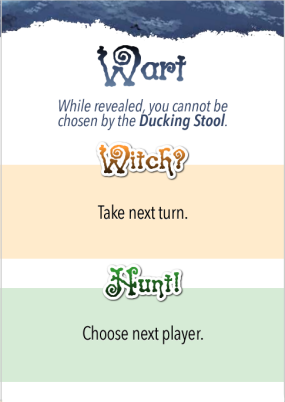 Wart
While revealed, you cannot be
chosen by the Ducking Stool.
Witch?
Take next turn.
Hunt!
Choose next player.